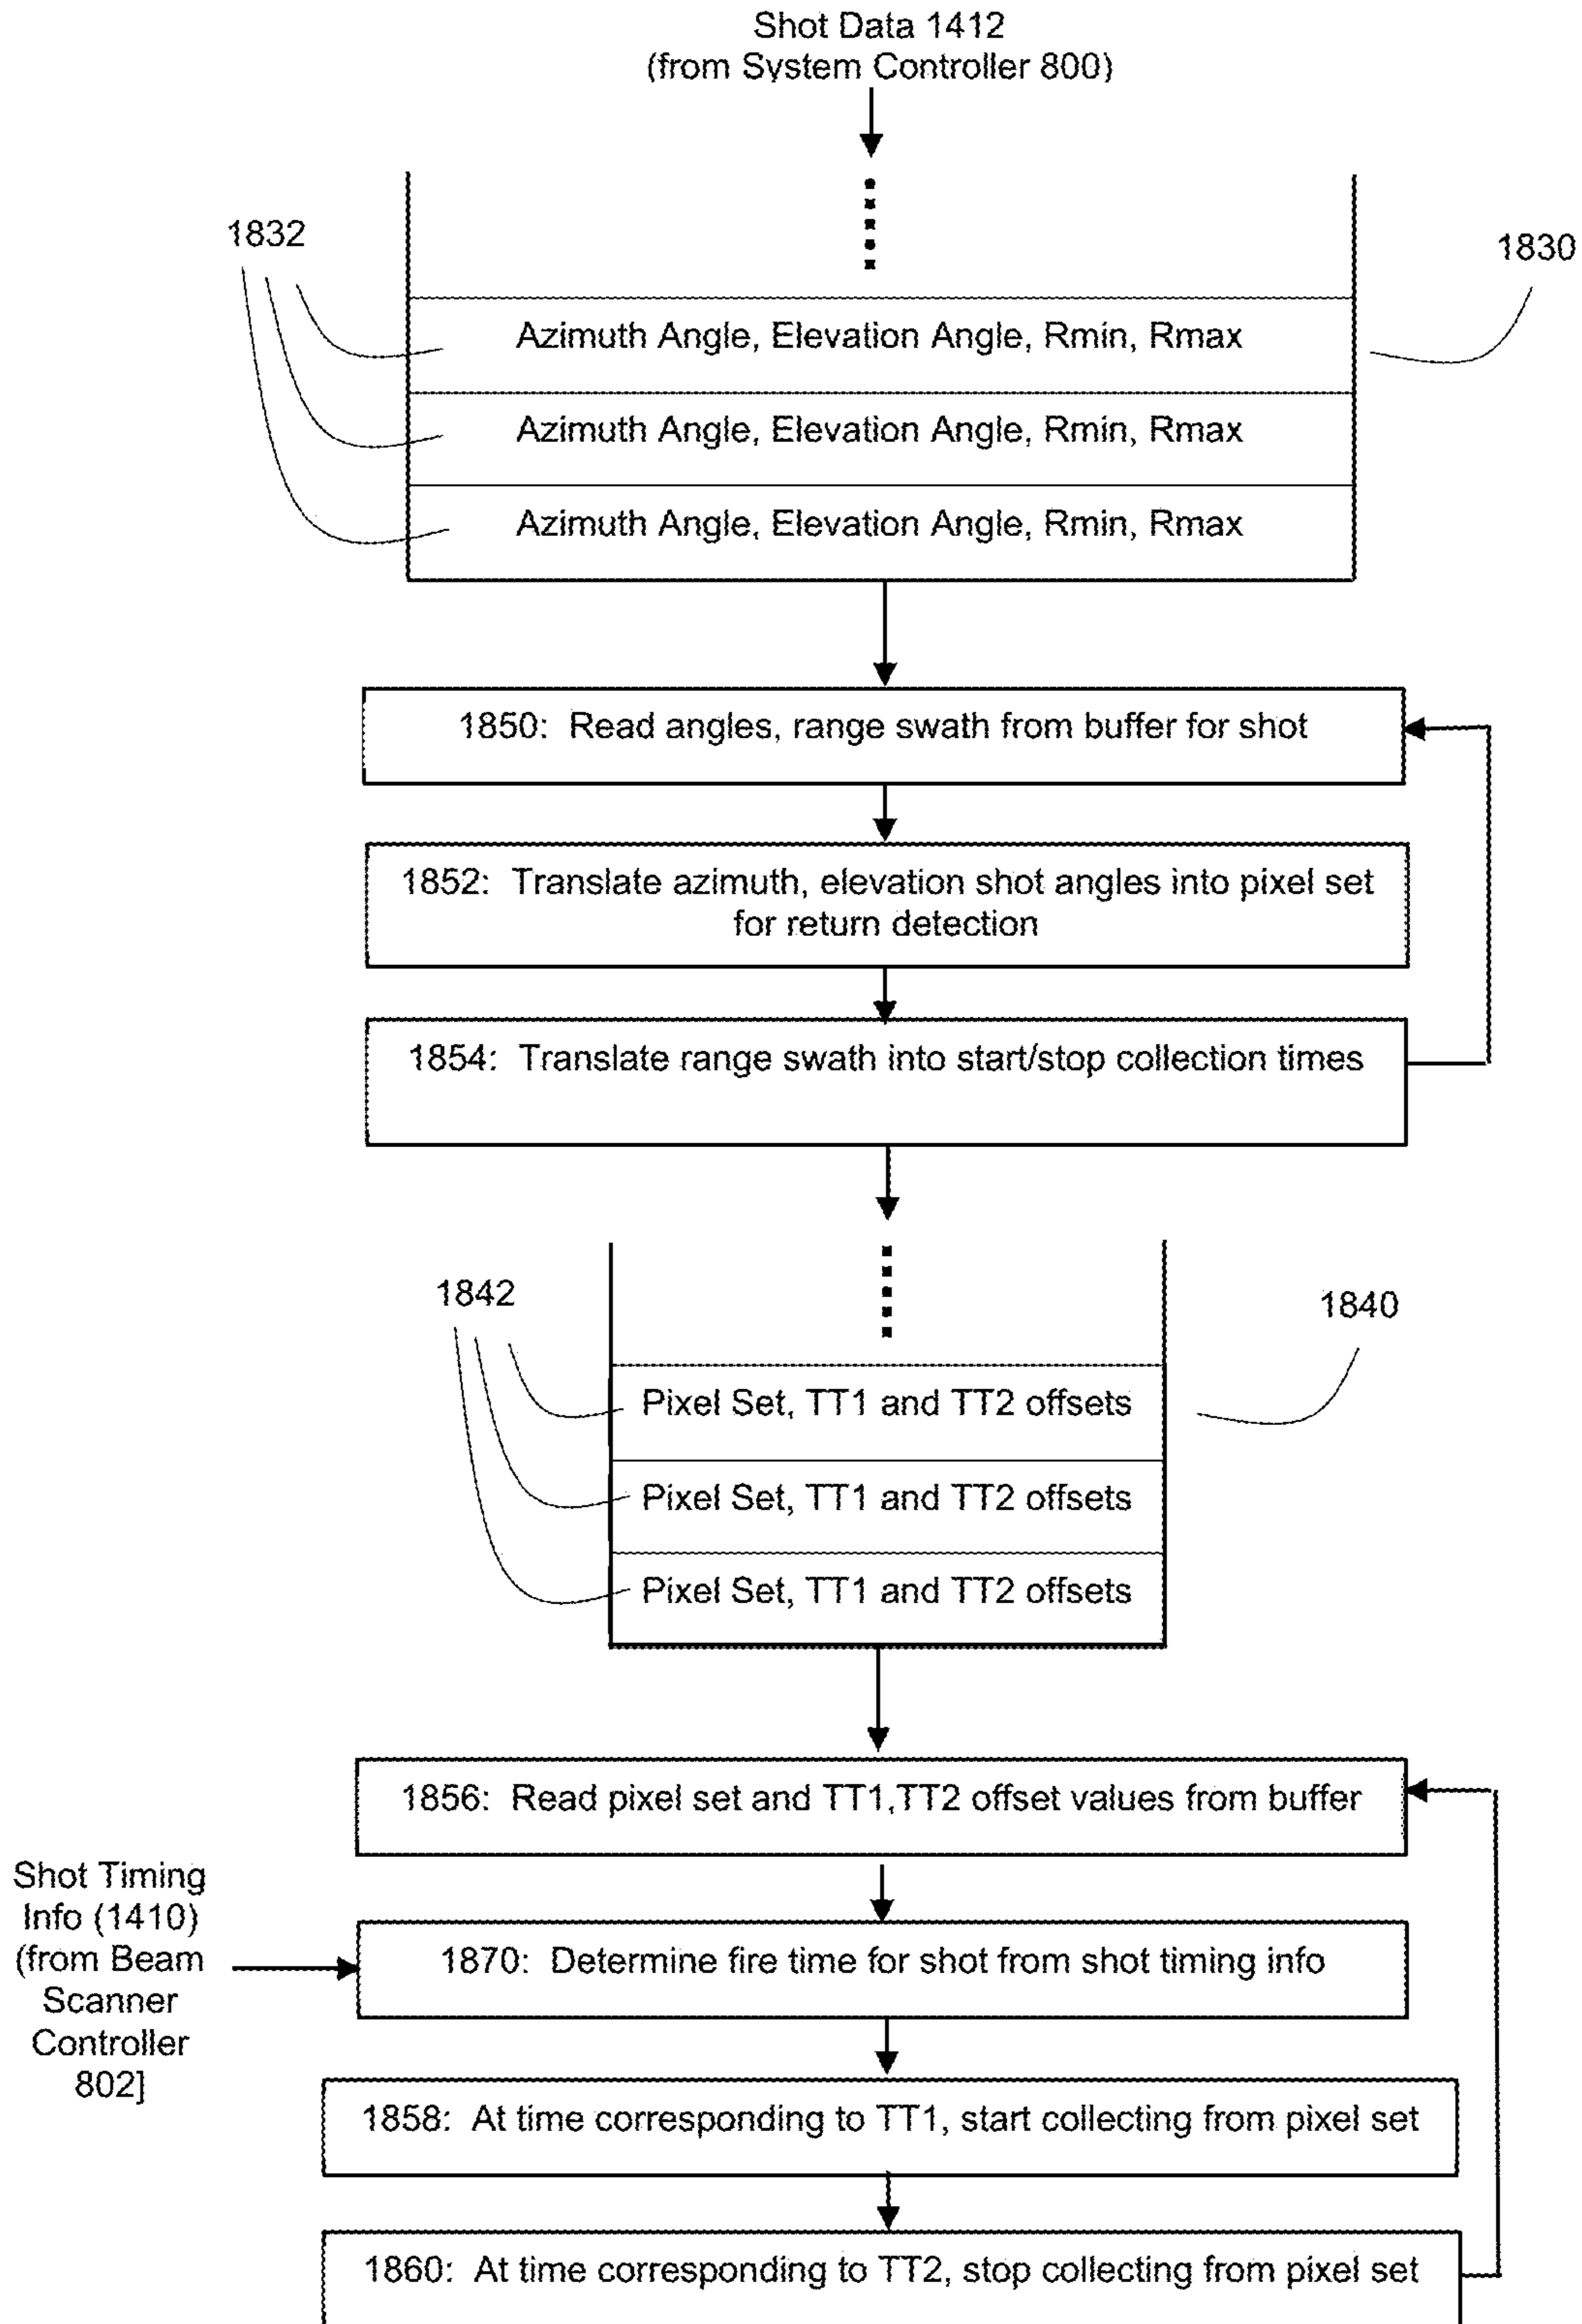 Shot Data 1412
(from System Controller 800)
1832
1830
Azimuth Angle, Elevation Angle, Rmin, Rmax
Azimuth Angle, Elevation Angle, Rmin, Rmax
Azimuth Angle, Elevation Angle, Rmin, Rmax
1850: Read angles, range swath from buffer for shot
1852: Translate azimuth, elevation shot angles into pixel set
for return detection
1854: Translate range swath into start/stop collection times
1842
1840
Pixel Set, TT1 and TT2 offsets
Pixel Set, TT1 and TT2 offsets
Pixel Set, TT1 and TT2 offsets
1856: Read pixel set and TT1,TT2 offset values from buffer
Shot Timing
Info (1410)
(from Beam
Scanner
Controller
802]
1870: Determine fire time for shot from shot timing info
1858: At time corresponding to TT1, start collecting from pixel set
1860: At time corresponding to TT2, stop collecting from pixel set